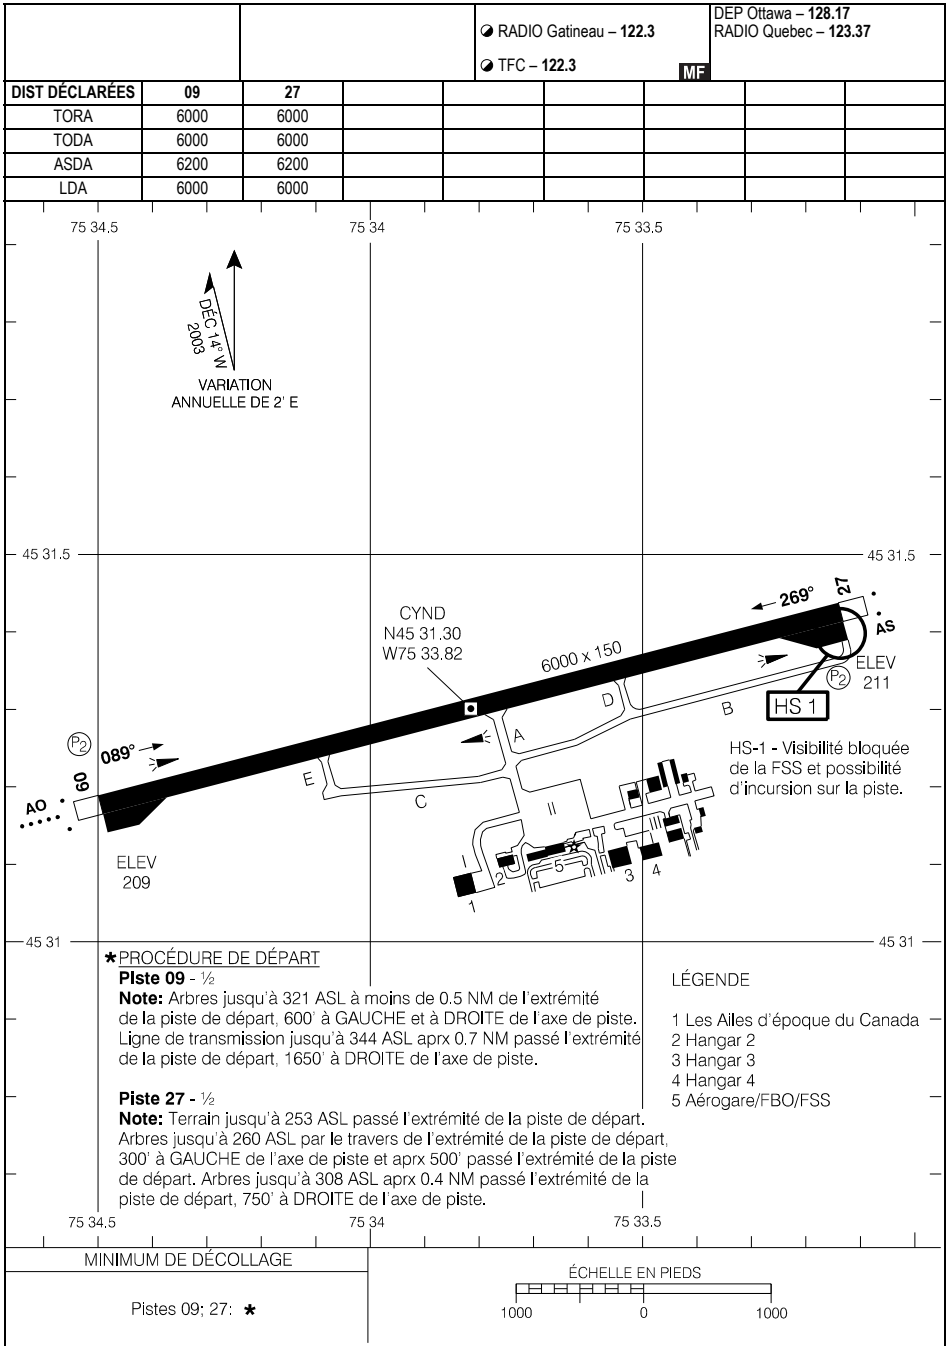 RADIO Gatineau – 122.3
TFC – 122.3
MF
DEP Ottawa – 128.17
RADIO Quebec – 123.37
DIST DÉCLARÉES 09 27
TORA 6000 6000
TODA 6000 6000
ASDA 6200 6200
LDA 6000 6000
75 34.5 75 34 75 33.5
DÉC 14° W
2003
VARIATION
ANNUELLE DE 2' E
45 31.5 45 31.5
CYND
N45 31.30
W75 33.82
6000 x 150
269°
27
AS
ELEV
211
P2
HS 1
HS-1 - Visibilité bloquée
de la FSS et possibilité
d'incursion sur la piste.
P2
089°
09
AO
ELEV
209
A
B
C
D
E
I
II
III
1
2
3
4
5
45 31 45 31
*PROCÉDURE DE DÉPART
Piste 09 - ½
Note: Arbres jusqu'à 321 ASL à moins de 0.5 NM de l'extrémité
de la piste de départ, 600' à GAUCHE et à DROITE de l'axe de piste.
Ligne de transmission jusqu'à 344 ASL aprx 0.7 NM passé l'extrémité
de la piste de départ, 1650' à DROITE de l'axe de piste.
Piste 27 - ½
Note: Terrain jusqu'à 253 ASL passé l'extrémité de la piste de départ.
Arbres jusqu'à 260 ASL par le travers de l'extrémité de la piste de départ,
300' à GAUCHE de l'axe de piste et aprx 500' passé l'extrémité de la piste
de départ. Arbres jusqu'à 308 ASL aprx 0.4 NM passé l'extrémité de la
piste de départ, 750' à DROITE de l'axe de piste.
LÉGENDE
1 Les Ailes d'époque du Canada
2 Hangar 2
3 Hangar 3
4 Hangar 4
5 Aérogare/FBO/FSS
75 34.5 75 34 75 33.5
MINIMUM DE DÉCOLLAGE
Pistes 09; 27: *
ÉCHELLE EN PIEDS
1000 0 1000